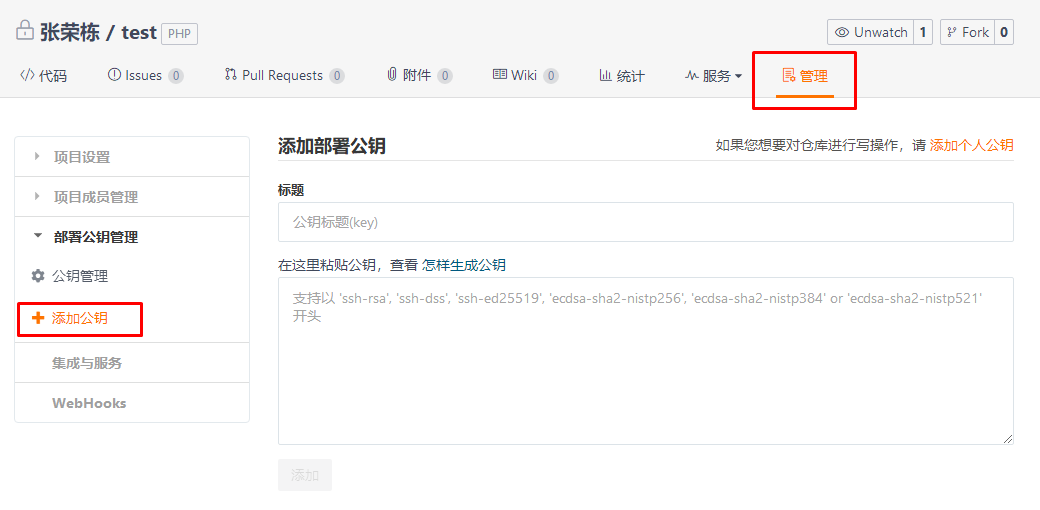 张荣栋 / test PHP Unwatch 1 Fork 0
代码 Issues 0 Pull Requests 0 附件 0 Wiki 0 统计 服务 管理
项目设置
项目成员管理
部署公钥管理
公钥管理
添加公钥
集成与服务
WebHooks
添加部署公钥 如果您想要对仓库进行写操作，请 添加个人公钥
标题
公钥标题(key)
在这里粘贴公钥，查看 怎样生成公钥
支持以 'ssh-rsa', 'ssh-dss', 'ssh-ed25519', 'ecdsa-sha2-nistp256', 'ecdsa-sha2-nistp384' or 'ecdsa-sha2-nistp521'
开头
添加